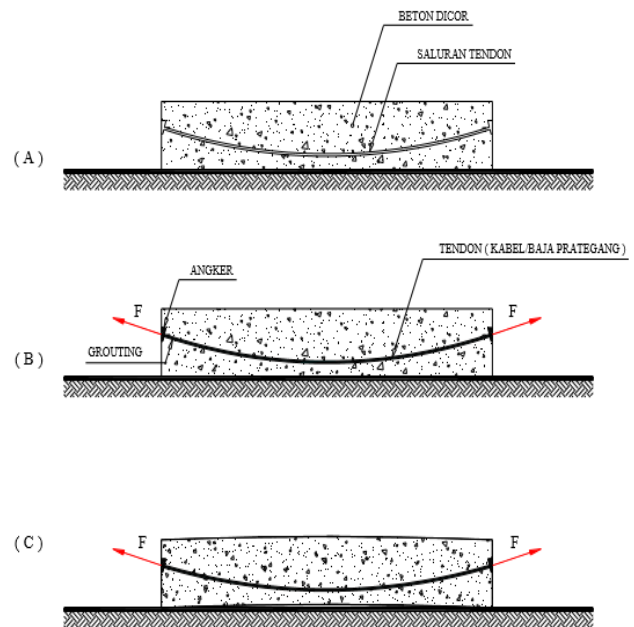 BETON DICOR
SALURAN TENDON
( A )
TENDON ( KABEL/BAJA PRATEGANG )
ANGKER
F
F
GROUTING
( B )
( C )
F
F